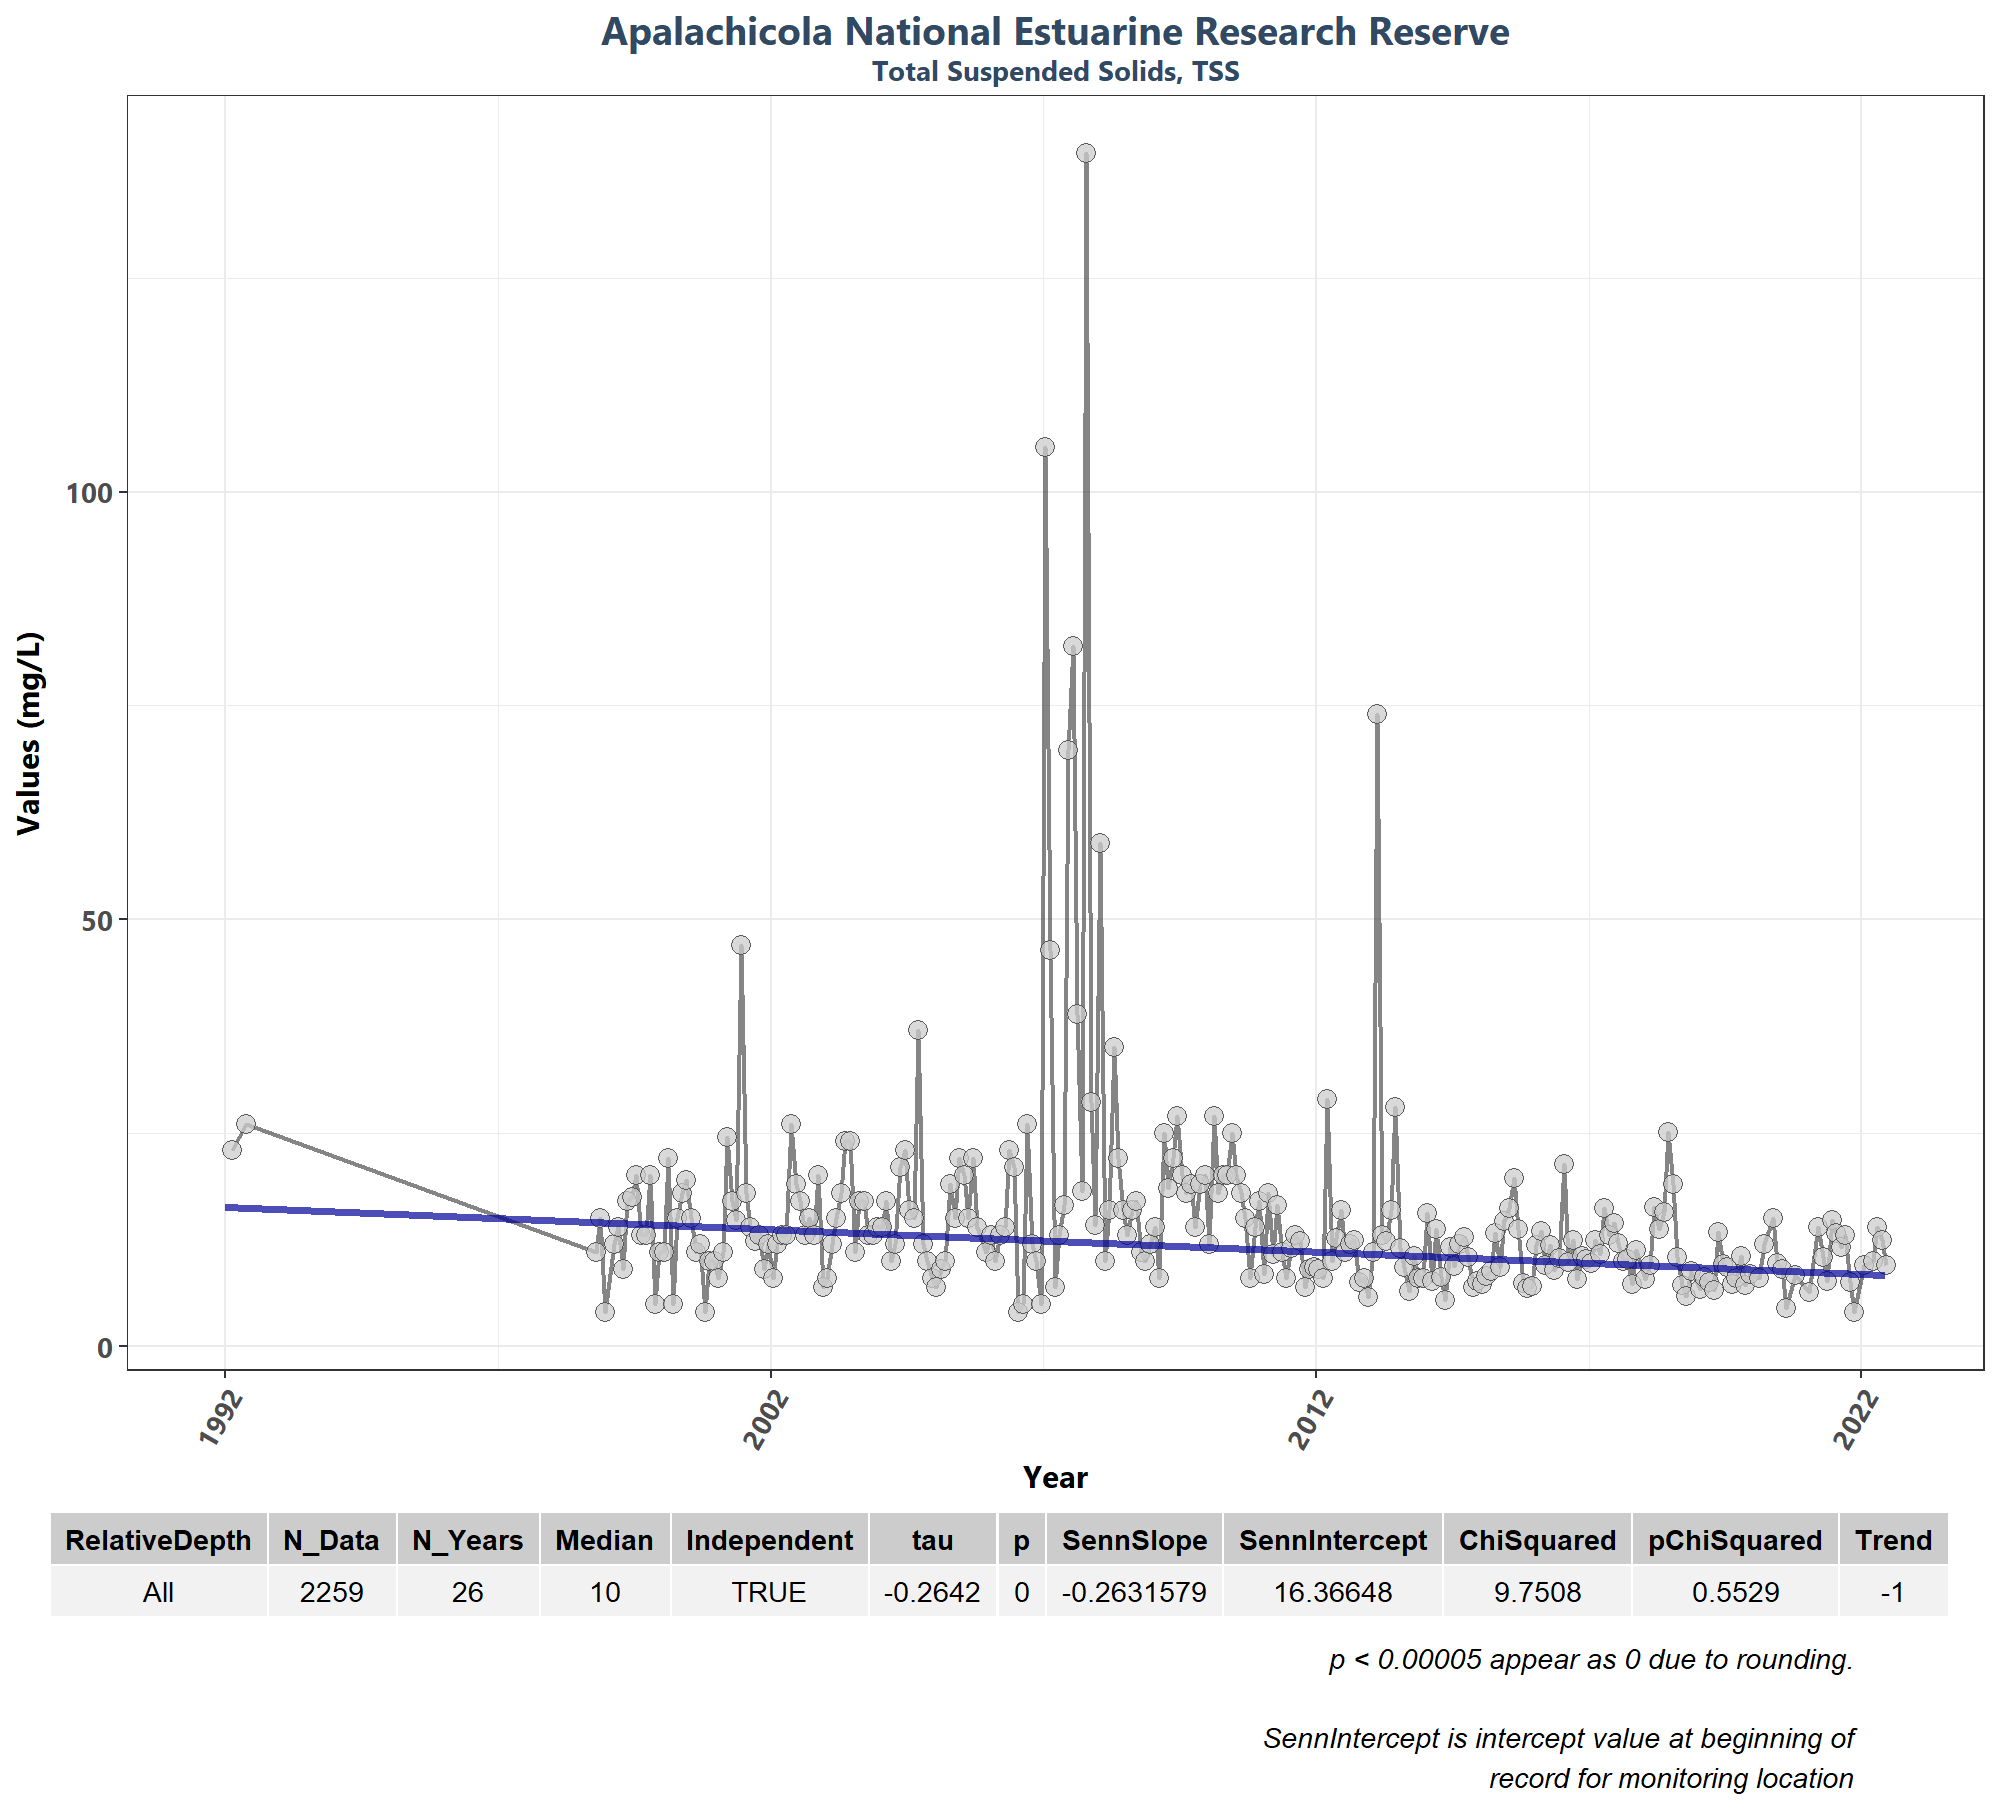 Apalachicola National Estuarine Research Reserve
Total Suspended Solids, TSS
Values (mg/L)
100
50
0
1992
2002
2012
2022
Year
RelativeDepth N_Data N_Years Median Independent tau p SennSlope SennIntercept ChiSquared pChiSquared Trend
All 2259 26 10 TRUE -0.2642 0 -0.2631579 16.36648 9.7508 0.5529 -1
p < 0.00005 appear as 0 due to rounding.
SennIntercept is intercept value at beginning of
record for monitoring location